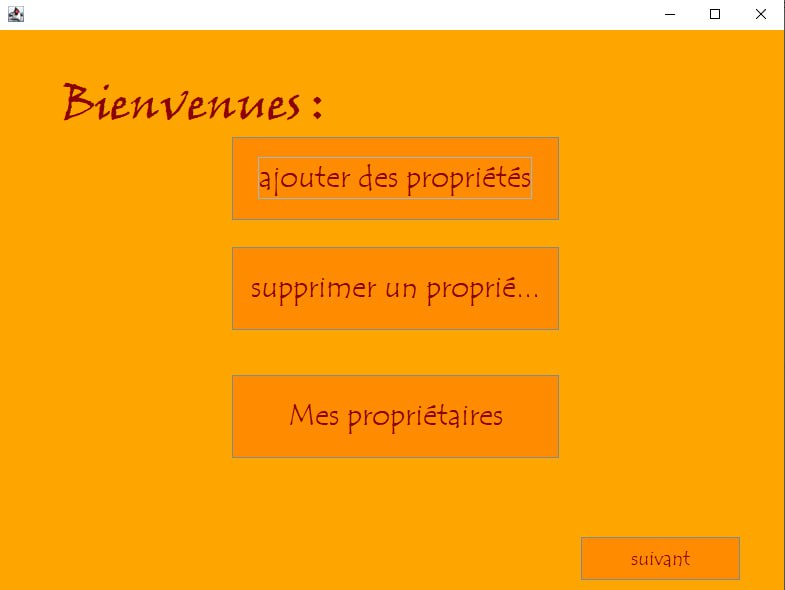 Bienvenues :
ajouter des propriétés
supprimer un proprié...
Mes propriétaires
suivant